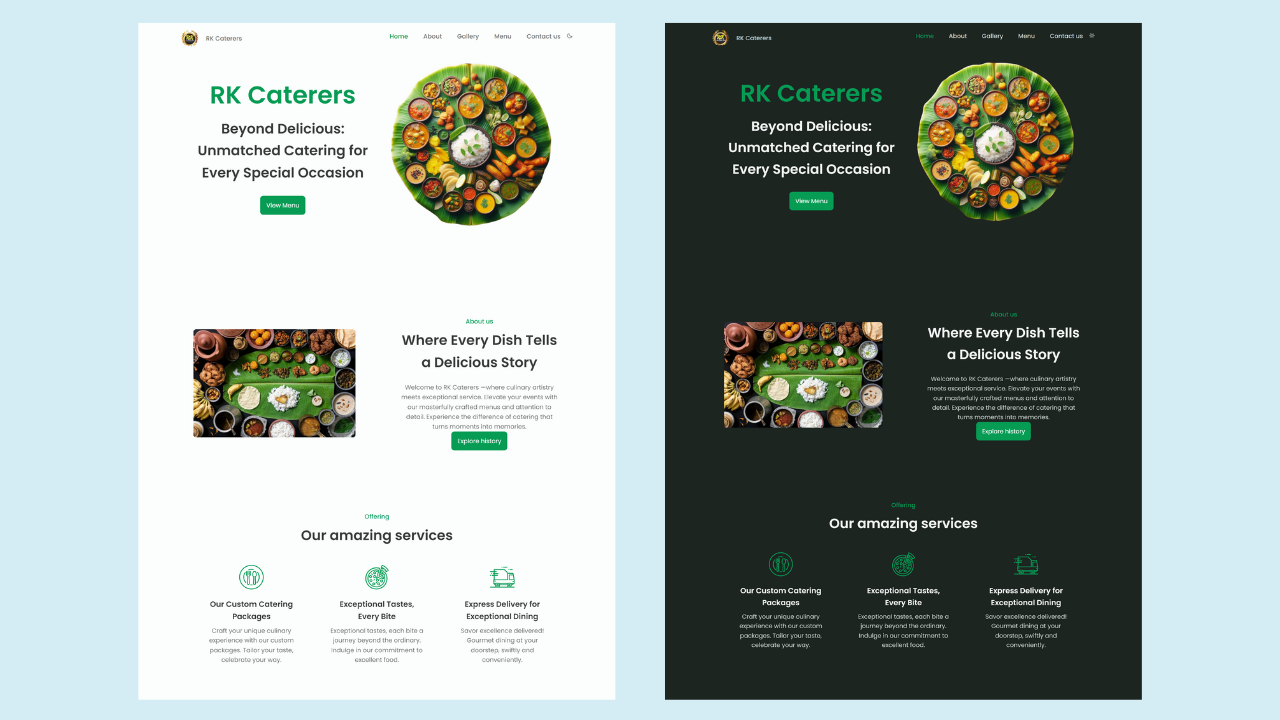 RK Caterers
Home About Gallery Menu Contact us
RK Caterers
Beyond Delicious:
Unmatched Catering for
Every Special Occasion
View Menu
About us
Where Every Dish Tells
a Delicious Story
Welcome to RK Caterers —where culinary artistry
meets exceptional service. Elevate your events with
our masterfully crafted menus and attention to
detail. Experience the difference of catering that
turns moments into memories.
Explore history
Offering
Our amazing services
Our Custom Catering
Packages
Craft your unique culinary
experience with our custom
packages. Tailor your taste,
celebrate your way.
Exceptional Tastes,
Every Bite
Exceptional tastes, each bite a
journey beyond the ordinary.
Indulge in our commitment to
excellent food.
Express Delivery for
Exceptional Dining
Savor excellence delivered!
Gourmet dining at your
doorstep, swiftly and
conveniently.
RK Caterers
Home About Gallery Menu Contact us
RK Caterers
Beyond Delicious:
Unmatched Catering for
Every Special Occasion
View Menu
About us
Where Every Dish Tells
a Delicious Story
Welcome to RK Caterers —where culinary artistry
meets exceptional service. Elevate your events with
our masterfully crafted menus and attention to
detail. Experience the difference of catering that
turns moments into memories.
Explore history
Offering
Our amazing services
Our Custom Catering
Packages
Craft your unique culinary
experience with our custom
packages. Tailor your taste,
celebrate your way.
Exceptional Tastes,
Every Bite
Exceptional tastes, each bite a
journey beyond the ordinary.
Indulge in our commitment to
excellent food.
Express Delivery for
Exceptional Dining
Savor excellence delivered!
Gourmet dining at your
doorstep, swiftly and
conveniently.